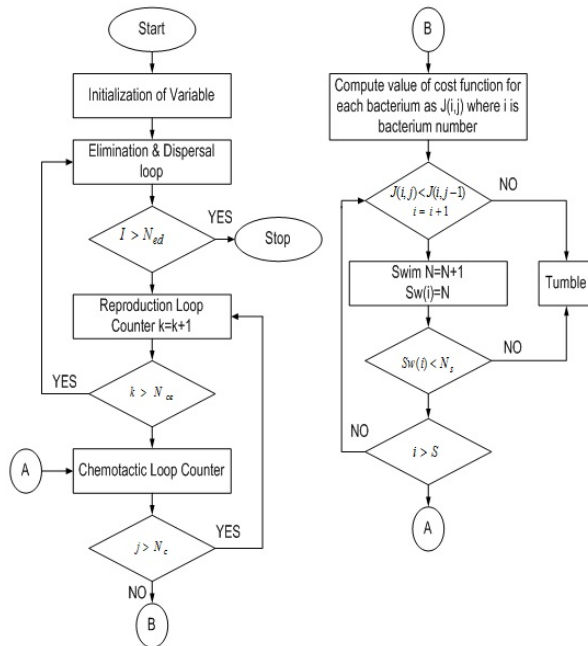 Start
Initialization of Variable
Elimination & Dispersal
loop
I > N_ed
YES
Stop
Reproduction Loop
Counter k=k+1
YES
k > N_ce
A
Chemotactic Loop Counter
YES
j > N_c
NO
B
B
Compute value of cost function for
each bacterium as J(i,j) where i is
bacterium number
J(i,j)<J(i,j-1)
i = i+1
NO
Swim N=N+1
Sw(i)=N
Tumble
Sw(i)<N_s
NO
NO
i > S
A